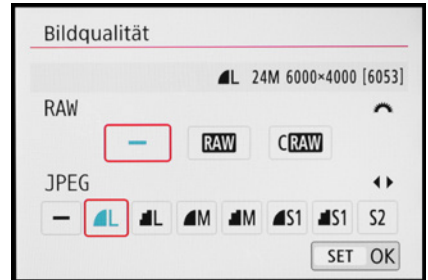 Bildqualität
L 24M 6000×4000 [6053]
RAW
— RAW CRAW
JPEG
— L L M M S1 S1 S2
SET OK